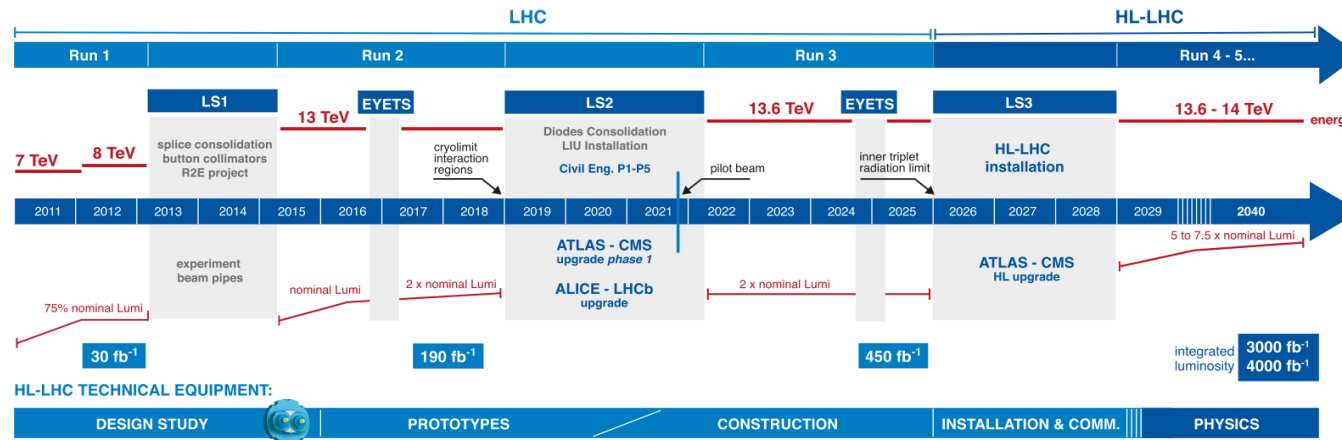 LHC
HL-LHC
Run 1
Run 2
Run 3
Run 4 - 5...
LS1
EYETS
LS2
EYETS
LS3
7 TeV
8 TeV
13 TeV
13.6 TeV
13.6 - 14 TeV
splice consolidation
button collimators
R2E project
cryolimit
interaction
regions
Diodes Consolidation
LIU Installation
Civil Eng. P1-P5
pilot beam
inner triplet
radiation limit
HL-LHC
installation
2011 2012 2013 2014 2015 2016 2017 2018 2019 2020 2021 2022 2023 2024 2025 2026 2027 2028 2029 2040
experiment
beam pipes
75% nominal Lumi
nominal Lumi
2 x nominal Lumi
ATLAS - CMS
upgrade phase 1
ALICE - LHCb
upgrade
2 x nominal Lumi
ATLAS - CMS
HL upgrade
5 to 7.5 x nominal Lumi
30 fb⁻¹
190 fb⁻¹
450 fb⁻¹
integrated
luminosity
3000 fb⁻¹
4000 fb⁻¹
HL-LHC TECHNICAL EQUIPMENT:
DESIGN STUDY
PROTOTYPES
CONSTRUCTION
INSTALLATION & COMM.
PHYSICS